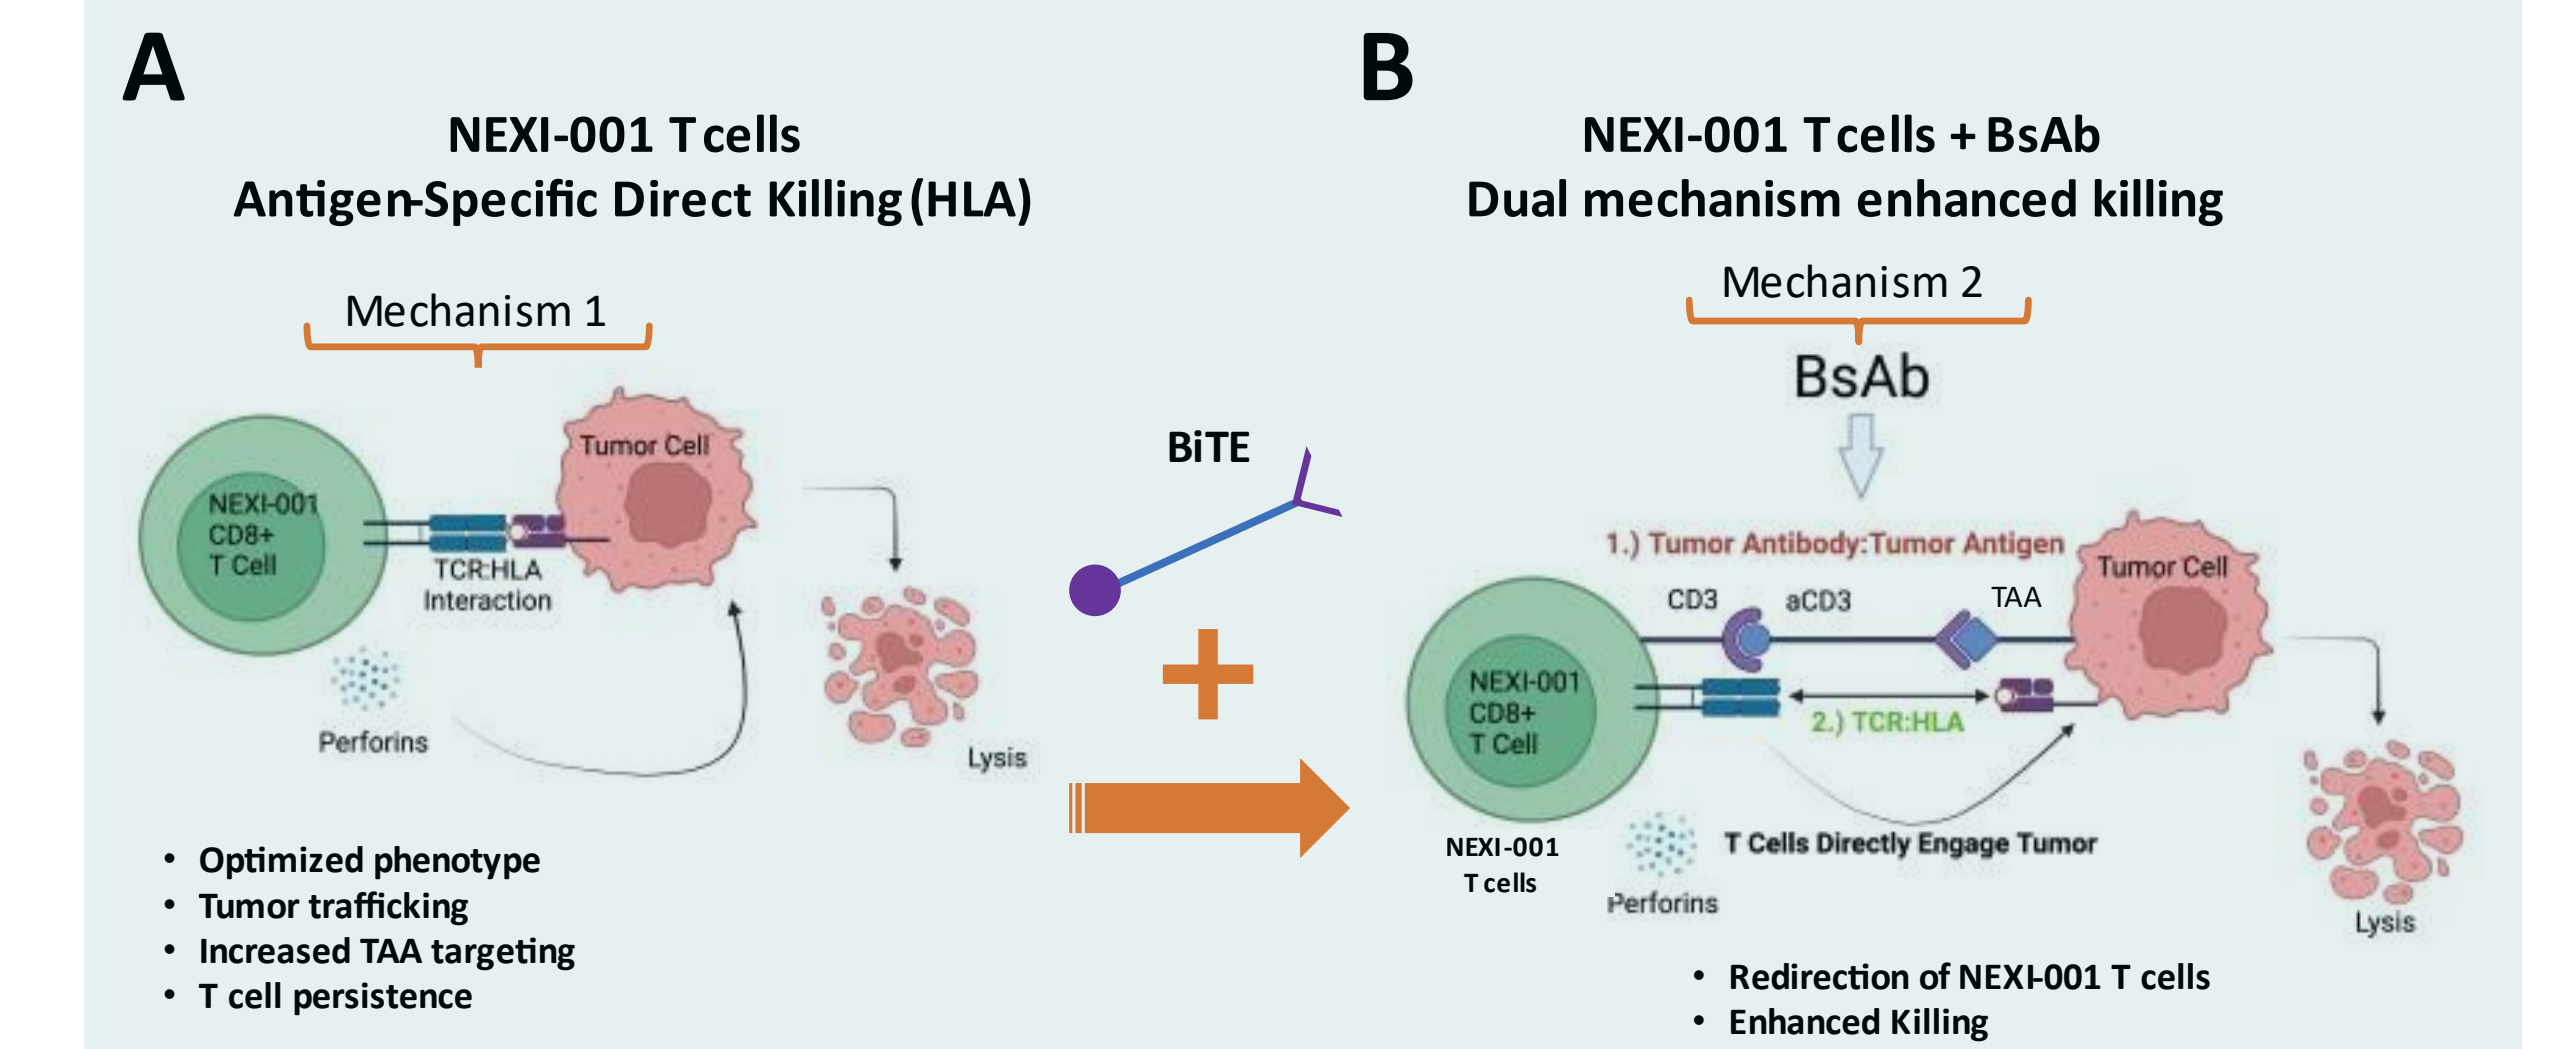 A
NEXI-001 T cells
Antigen-Specific Direct Killing (HLA)
Mechanism 1
Tumor Cell
NEXI-001
CD8+
T Cell
TCR:HLA
Interaction
Perforins
Lysis
• Optimized phenotype
• Tumor trafficking
• Increased TAA targeting
• T cell persistence
BiTE
B
NEXI-001 T cells + BsAb
Dual mechanism enhanced killing
Mechanism 2
BsAb
1.) Tumor Antibody:Tumor Antigen
Tumor Cell
CD3
aCD3
TAA
NEXI-001
CD8+
T Cell
2.) TCR:HLA
NEXI-001
T cells
T Cells Directly Engage Tumor
Perforins
Lysis
• Redirection of NEXI-001 T cells
• Enhanced Killing